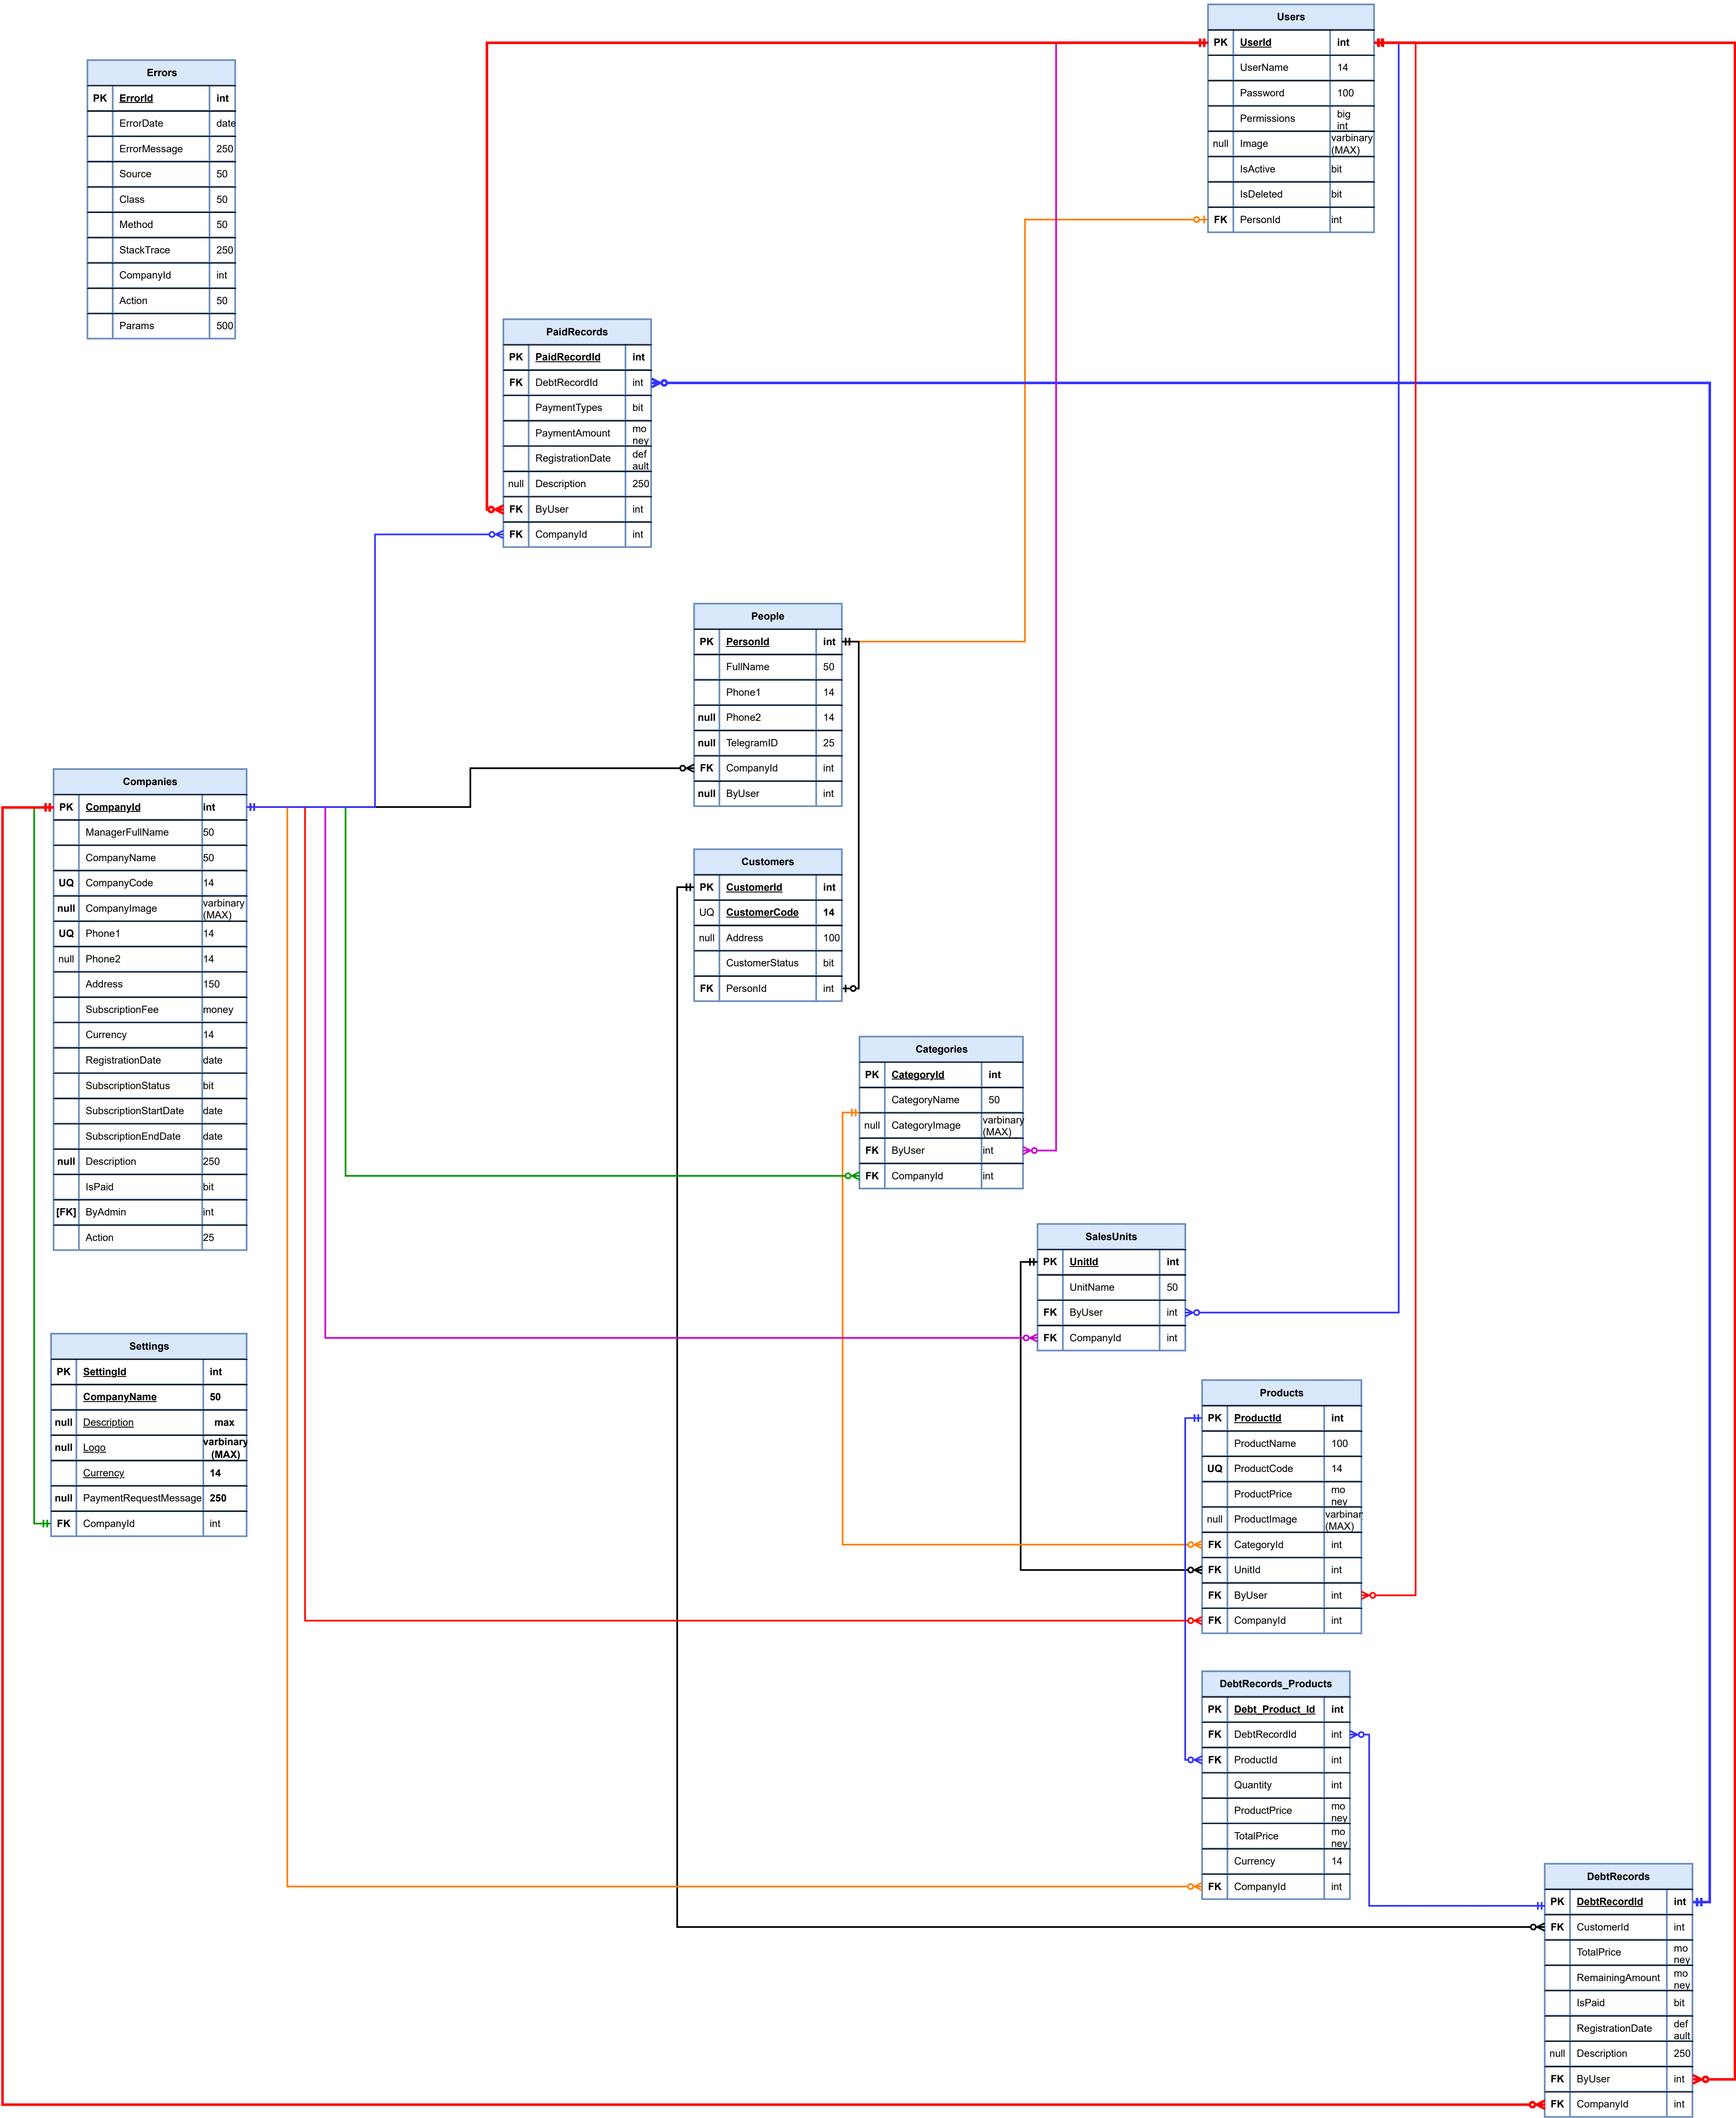 Users
PK UserId int
UserName 14
Password 100
Permissions big
int
null Image varbinary
(MAX)
IsActive bit
IsDeleted bit
FK PersonId int
Errors
PK ErrorId int
ErrorDate date
ErrorMessage 250
Source 50
Class 50
Method 50
StackTrace 250
CompanyId int
Action 50
Params 500
PaidRecords
PK PaidRecordId int
FK DebtRecordId int
PaymentTypes bit
PaymentAmount mo
ney
RegistrationDate def
ault
null Description 250
FK ByUser int
FK CompanyId int
People
PK PersonId int
FullName 50
Phone1 14
null Phone2 14
null TelegramID 25
FK CompanyId int
null ByUser int
Companies
PK CompanyId int
ManagerFullName 50
CompanyName 50
UQ CompanyCode 14
null CompanyImage varbinary
(MAX)
UQ Phone1 14
null Phone2 14
Address 150
SubscriptionFee money
Currency 14
RegistrationDate date
SubscriptionStatus bit
SubscriptionStartDate date
SubscriptionEndDate date
null Description 250
IsPaid bit
[FK] ByAdmin int
Action 25
Customers
PK CustomerId int
UQ CustomerCode 14
null Address 100
CustomerStatus bit
FK PersonId int
Categories
PK CategoryId int
CategoryName 50
null CategoryImage varbinary
(MAX)
FK ByUser int
FK CompanyId int
SalesUnits
PK UnitId int
UnitName 50
FK ByUser int
FK CompanyId int
Settings
PK SettingId int
CompanyName 50
null Description max
null Logo varbinary
(MAX)
Currency 14
null PaymentRequestMessage 250
FK CompanyId int
Products
PK ProductId int
ProductName 100
UQ ProductCode 14
ProductPrice mo
ney
null ProductImage varbinar
(MAX)
FK CategoryId int
FK UnitId int
FK ByUser int
FK CompanyId int
DebtRecords_Products
PK Debt_Product_Id int
FK DebtRecordId int
FK ProductId int
Quantity int
ProductPrice mo
ney
TotalPrice mo
ney
Currency 14
FK CompanyId int
DebtRecords
PK DebtRecordId int
FK CustomerId int
TotalPrice mo
ney
RemainingAmount mo
ney
IsPaid bit
RegistrationDate def
ault
null Description 250
FK ByUser int
FK CompanyId int